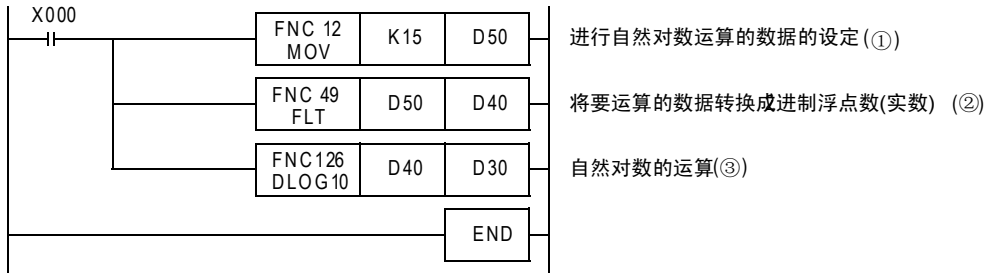 X000
FNC 12 MOV K15 D50 进行自然对数运算的数据的设定(①)
FNC 49 FLT D50 D40 将要运算的数据转换成2进制浮点数(实数) (②)
FNC126 DLOG10 D40 D30 自然对数的运算(③)
END